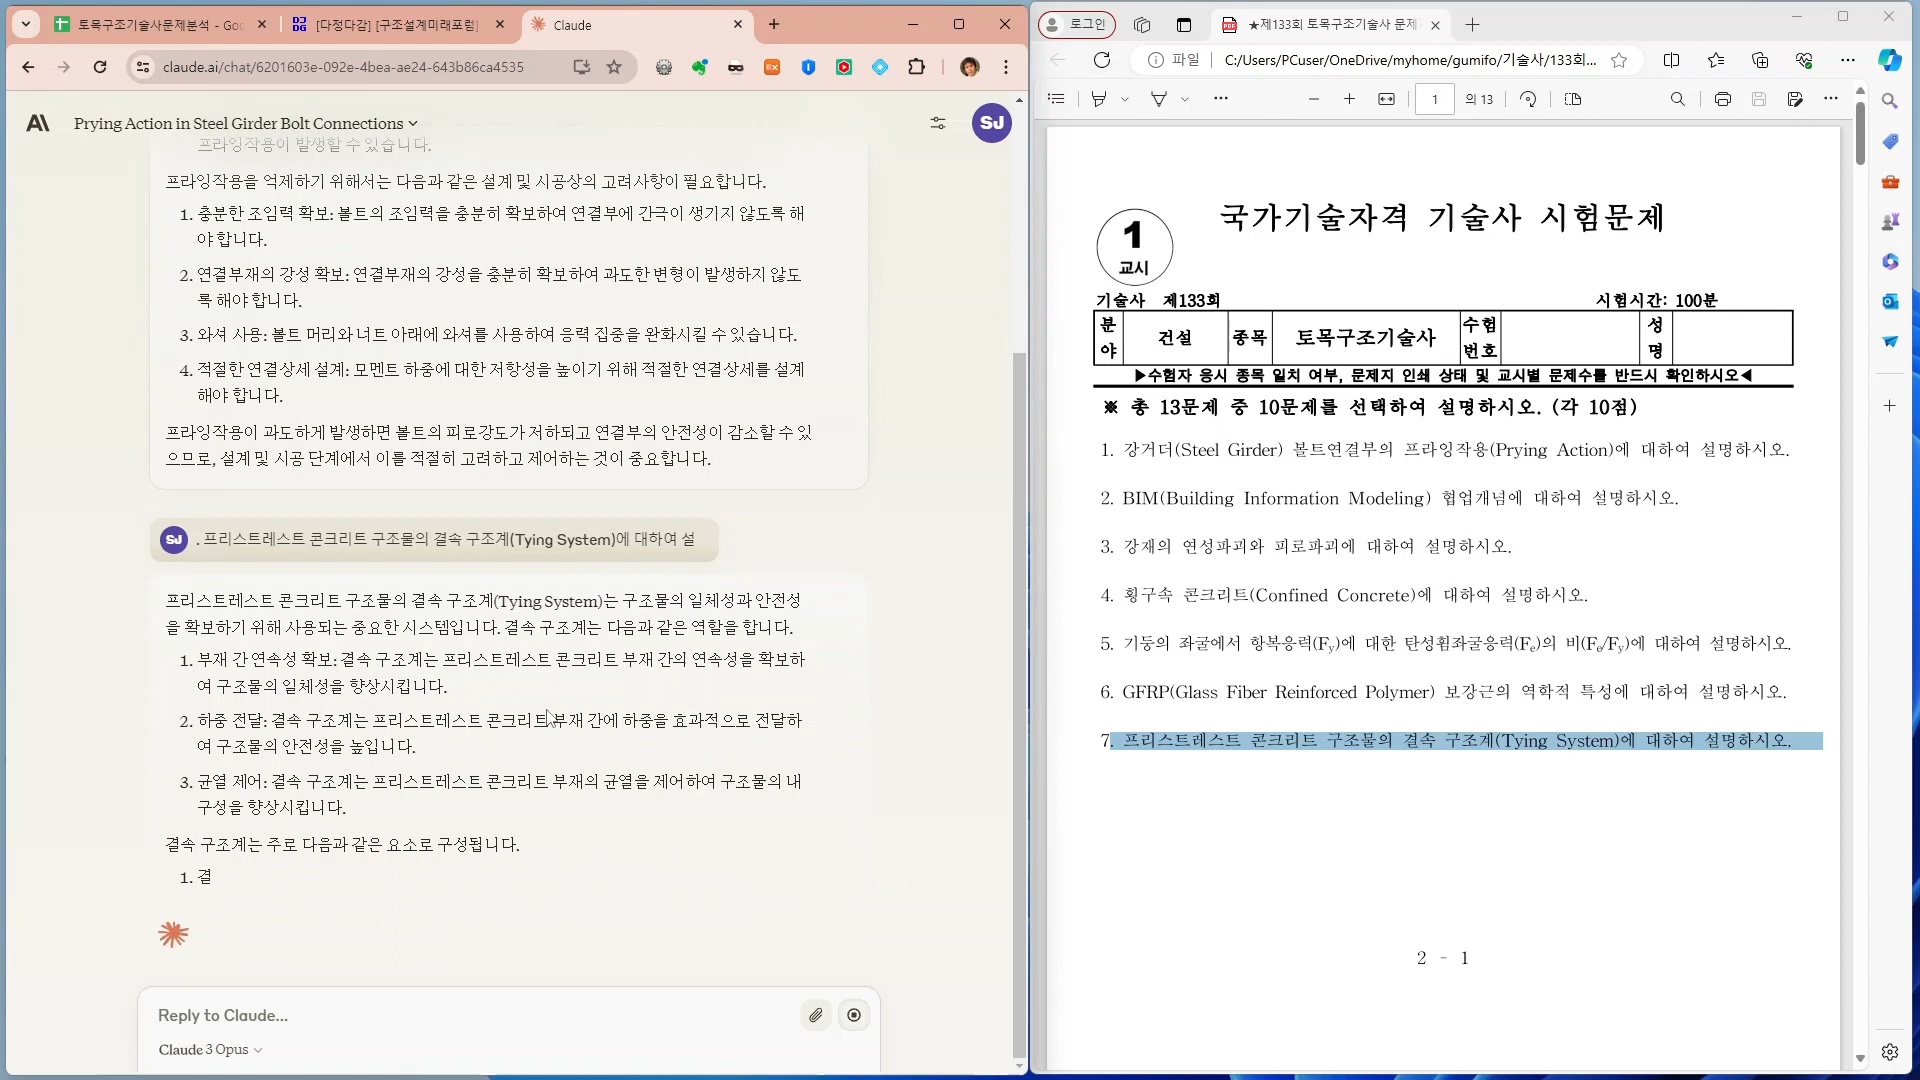 토목구조기술사문제분석 - Goo
[다정다감] [구조설계미래포럼]
Claude
claude.ai/chat/6201603e-092e-4bea-ae24-643b86ca4535
Prying Action in Steel Girder Bolt Connections
SJ
프라잉작용이 발생할 수 있습니다.
프라잉작용을 억제하기 위해서는 다음과 같은 설계 및 시공상의 고려사항이 필요합니다.
1. 충분한 조임력 확보: 볼트의 조임력을 충분히 확보하여 연결부에 간극이 생기지 않도록 해
야 합니다.
2. 연결부재의 강성 확보: 연결부재의 강성을 충분히 확보하여 과도한 변형이 발생하지 않도
록 해야 합니다.
3. 와셔 사용: 볼트 머리와 너트 아래에 와셔를 사용하여 응력 집중을 완화시킬 수 있습니다.
4. 적절한 연결상세 설계: 모멘트 하중에 대한 저항성을 높이기 위해 적절한 연결상세를 설계
해야 합니다.
프라잉작용이 과도하게 발생하면 볼트의 피로강도가 저하되고 연결부의 안전성이 감소할 수 있
으므로, 설계 및 시공 단계에서 이를 적절히 고려하고 제어하는 것이 중요합니다.
SJ . 프리스트레스트 콘크리트 구조물의 결속 구조계(Tying System)에 대하여 설
프리스트레스트 콘크리트 구조물의 결속 구조계(Tying System)는 구조물의 일체성과 안전성
을 확보하기 위해 사용되는 중요한 시스템입니다. 결속 구조계는 다음과 같은 역할을 합니다.
1. 부재 간 연속성 확보: 결속 구조계는 프리스트레스트 콘크리트 부재 간의 연속성을 확보하
여 구조물의 일체성을 향상시킵니다.
2. 하중 전달: 결속 구조계는 프리스트레스트 콘크리트 부재 간에 하중을 효과적으로 전달하
여 구조물의 안전성을 높입니다.
3. 균열 제어: 결속 구조계는 프리스트레스트 콘크리트 부재의 균열을 제어하여 구조물의 내
구성을 향상시킵니다.
결속 구조계는 주로 다음과 같은 요소로 구성됩니다.
1. 결
Reply to Claude...
Claude 3 Opus
로그인
★제133회 토목구조기술사 문제
파일
C:/Users/PCuser/OneDrive/myhome/gumifo/기술사/133회...
1 의 13
국가기술자격 기술사 시험문제
1
교시
기술사 제133회
시험시간: 100분
분야 건설 종목 토목구조기술사 수험번호 성명
▶수험자 응시 종목 일치 여부, 문제지 인쇄 상태 및 교시별 문제수를 반드시 확인하시오◀
※ 총 13문제 중 10문제를 선택하여 설명하시오. (각 10점)
1. 강거더(Steel Girder) 볼트연결부의 프라잉작용(Prying Action)에 대하여 설명하시오.
2. BIM(Building Information Modeling) 협업개념에 대하여 설명하시오.
3. 강재의 연성파괴와 피로파괴에 대하여 설명하시오.
4. 횡구속 콘크리트(Confined Concrete)에 대하여 설명하시오.
5. 기둥의 좌굴에서 항복응력(Fy)에 대한 탄성휨좌굴응력(Fe)의 비(Fe/Fy)에 대하여 설명하시오.
6. GFRP(Glass Fiber Reinforced Polymer) 보강근의 역학적 특성에 대하여 설명하시오.
7. 프리스트레스트 콘크리트 구조물의 결속 구조계(Tying System)에 대하여 설명하시오.
2 - 1